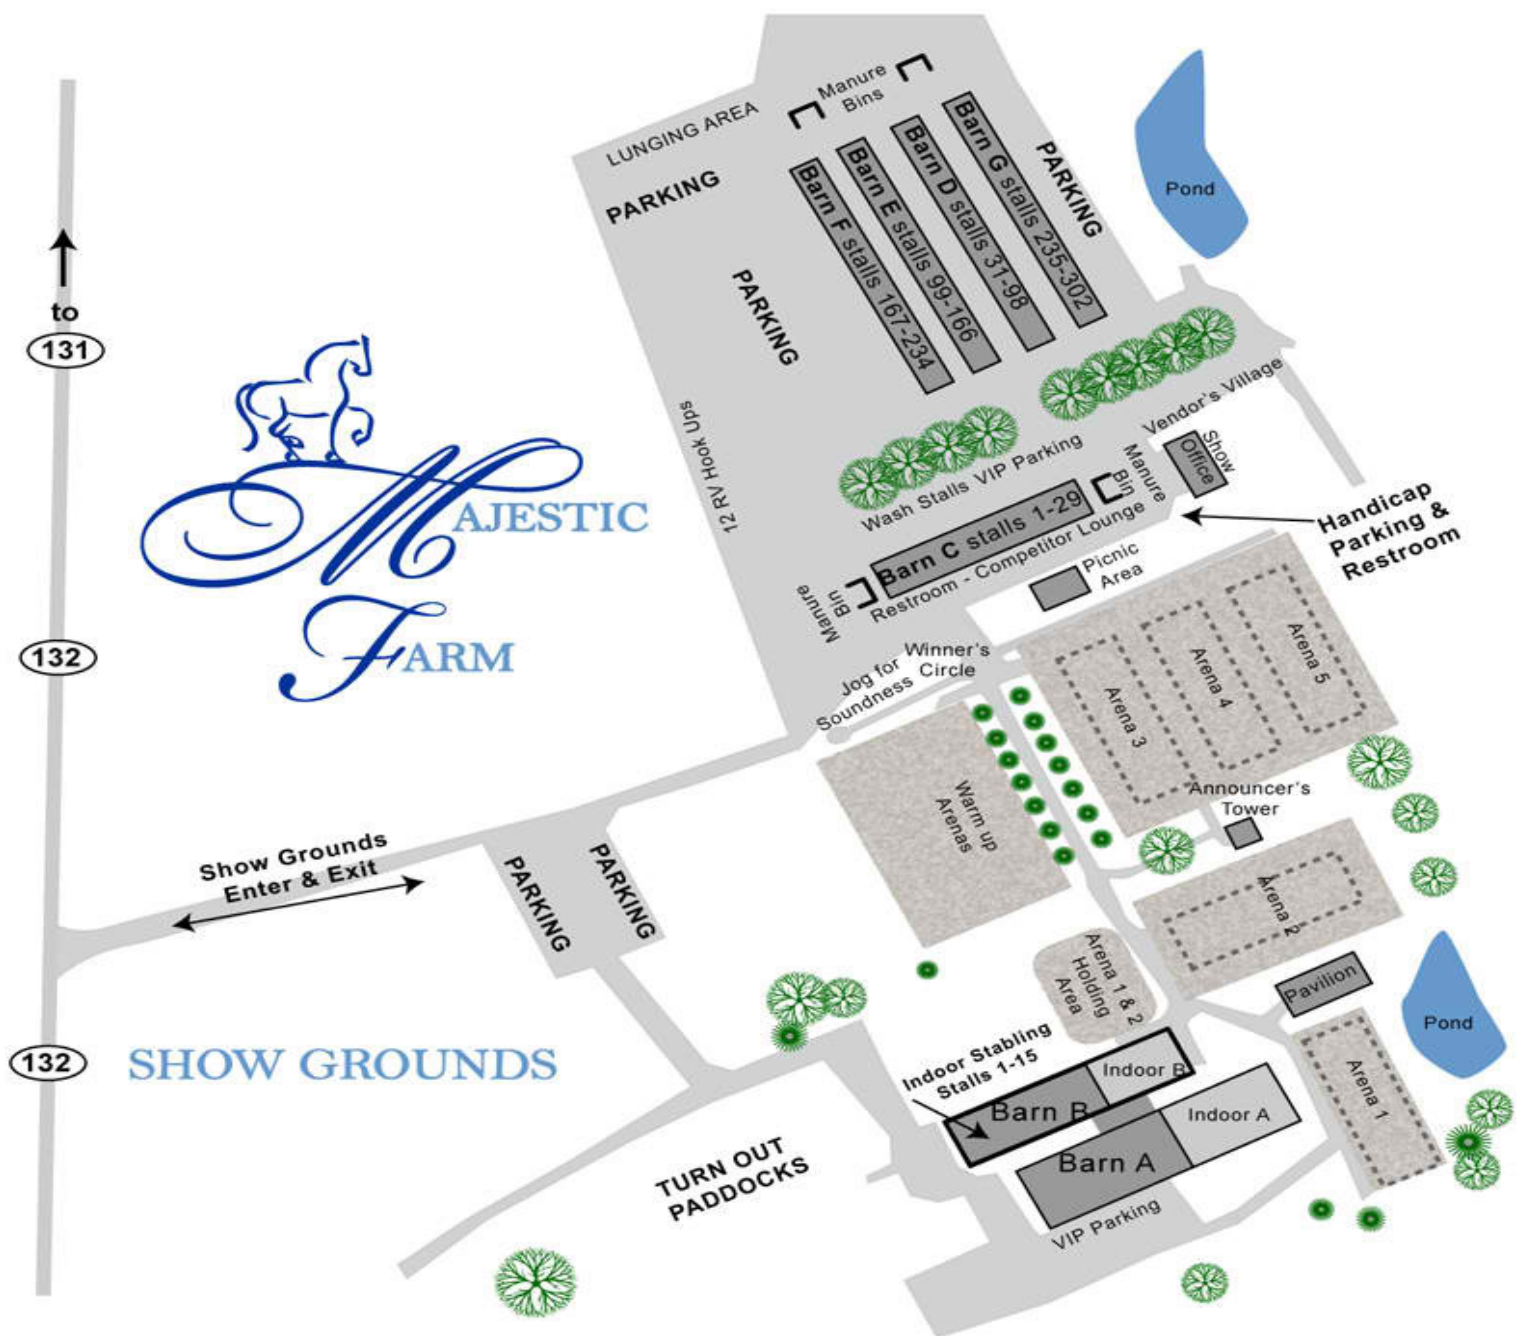 Manure
Bins
LUNGING AREA
PARKING
PARKING
PARKING
Barn F stalls 167-234
Barn E stalls 99-166
Barn D stalls 31-98
Barn G stalls 235-302
Pond
to
131
MAJESTIC
FARM
12 RV Hook Ups
Wash Stalls VIP Parking
Vendor's Village
Show
Office
Manure
Bin
Barn C stalls 1-29
Restroom - Competitor Lounge
Manure
Bin
Picnic
Area
Handicap
Parking &
Restroom
132
Winner's
Circle
Jog for
Soundness
Arena 3
Arena 4
Arena 5
Warm up
Arenas
Announcer's
Tower
Show Grounds
Enter & Exit
PARKING
PARKING
Arena 2
Arena 1 & 2
Holding
Area
Pavilion
Pond
132
SHOW GROUNDS
Indoor Stabling
Stalls 1-15
Barn B
Indoor B
Barn A
Indoor A
Arena 1
VIP Parking
TURN OUT
PADDOCKS